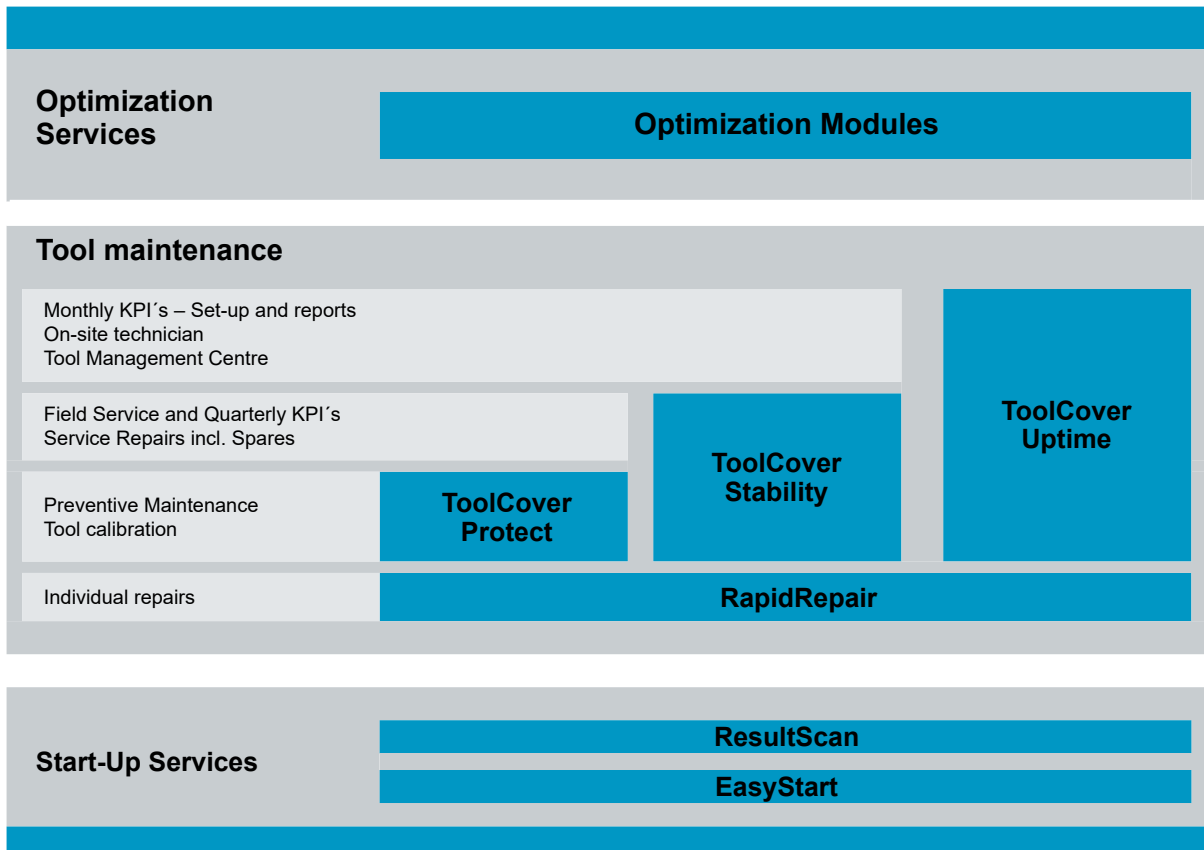 Optimization
Services
Optimization Modules
Tool maintenance
Monthly KPI´s – Set-up and reports
On-site technician
Tool Management Centre
Field Service and Quarterly KPI´s
Service Repairs incl. Spares
Preventive Maintenance
Tool calibration
ToolCover
Protect
ToolCover
Stability
ToolCover
Uptime
Individual repairs
RapidRepair
Start-Up Services
ResultScan
EasyStart